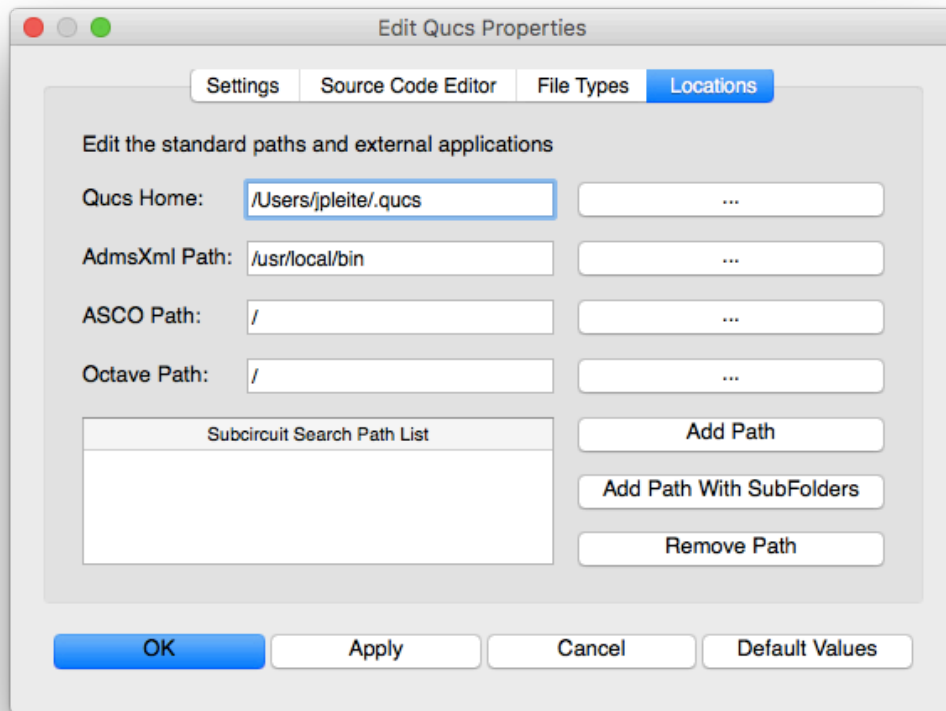 Edit Qucs Properties
Settings Source Code Editor File Types Locations
Edit the standard paths and external applications
Qucs Home: /Users/jpleite/.qucs ...
AdmsXml Path: /usr/local/bin ...
ASCO Path: / ...
Octave Path: / ...
Subcircuit Search Path List
Add Path
Add Path With SubFolders
Remove Path
OK Apply Cancel Default Values